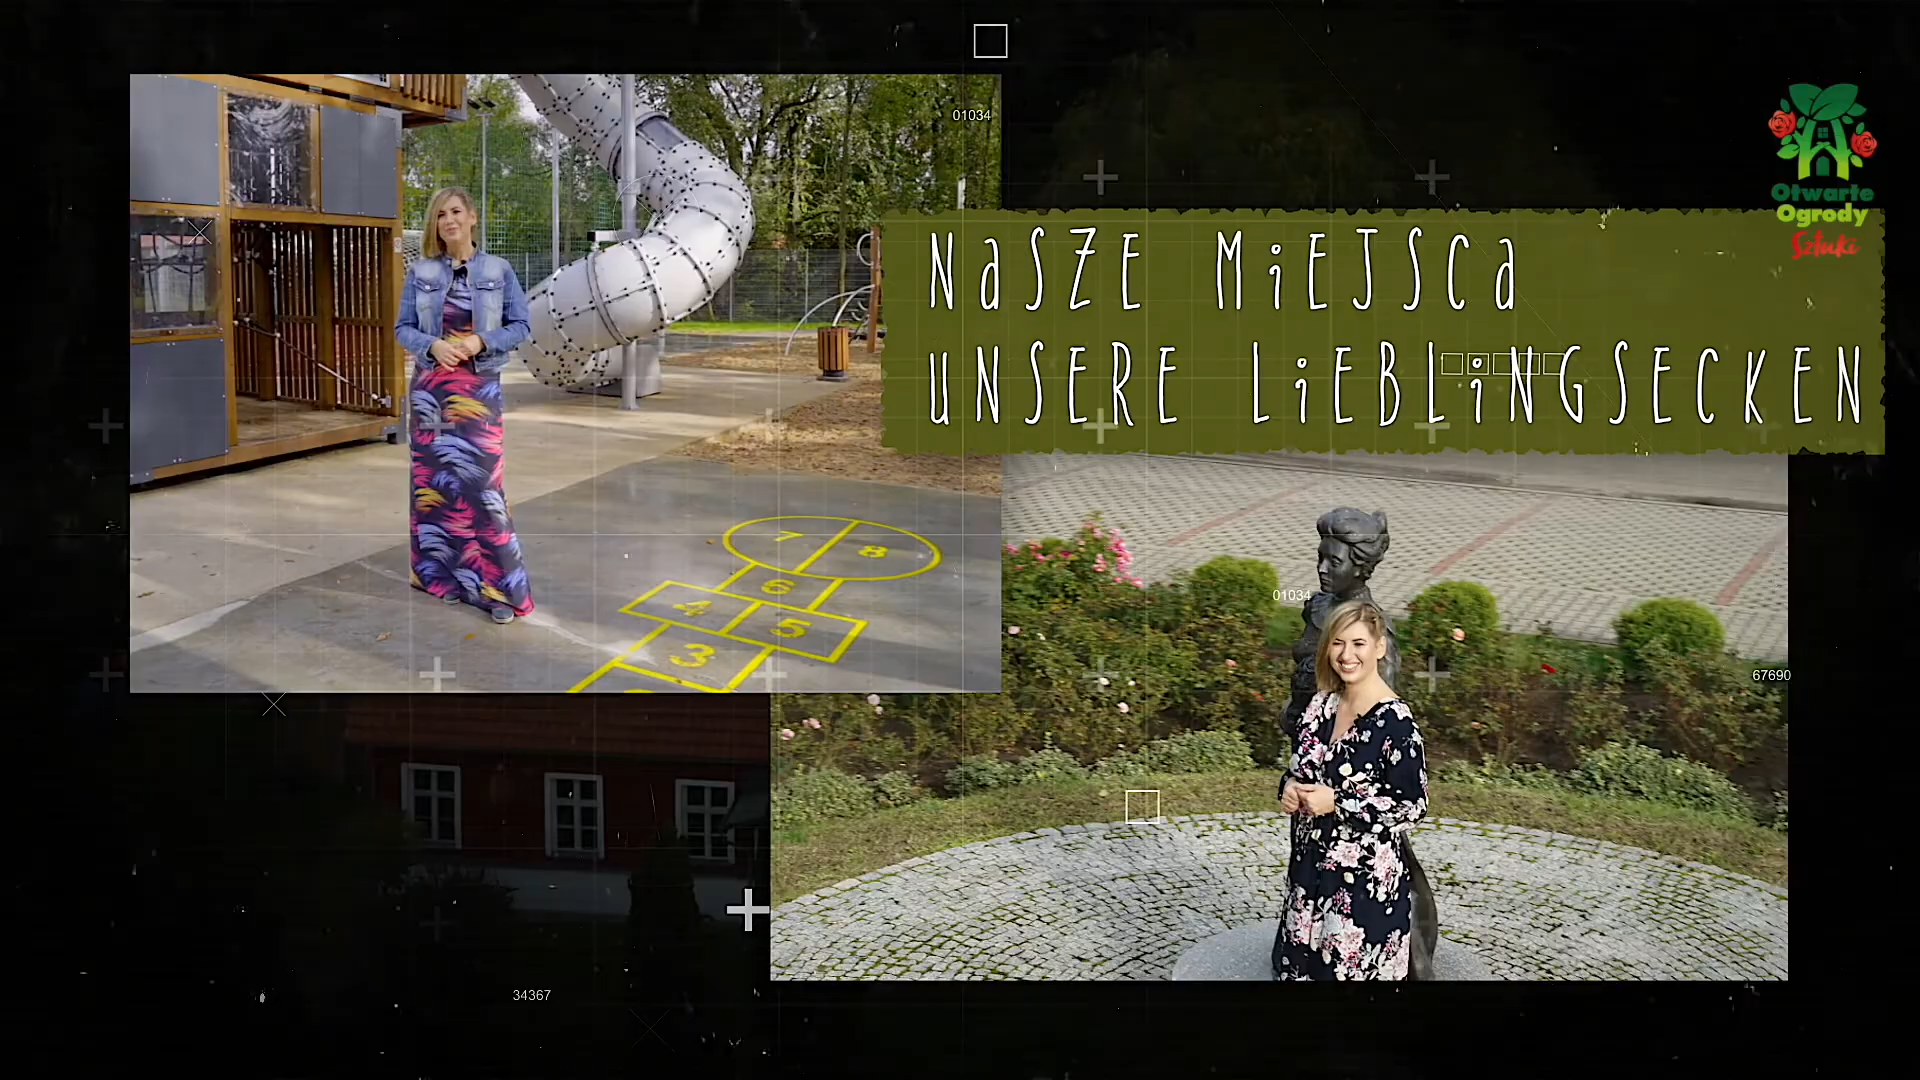 01034
Otwarte
Ogrody
Sztuki
NaSZE MiEJSCa
UNSERE LiEBLiNGSECKEN
7 8
6
4 5
3
01034
67690
34367